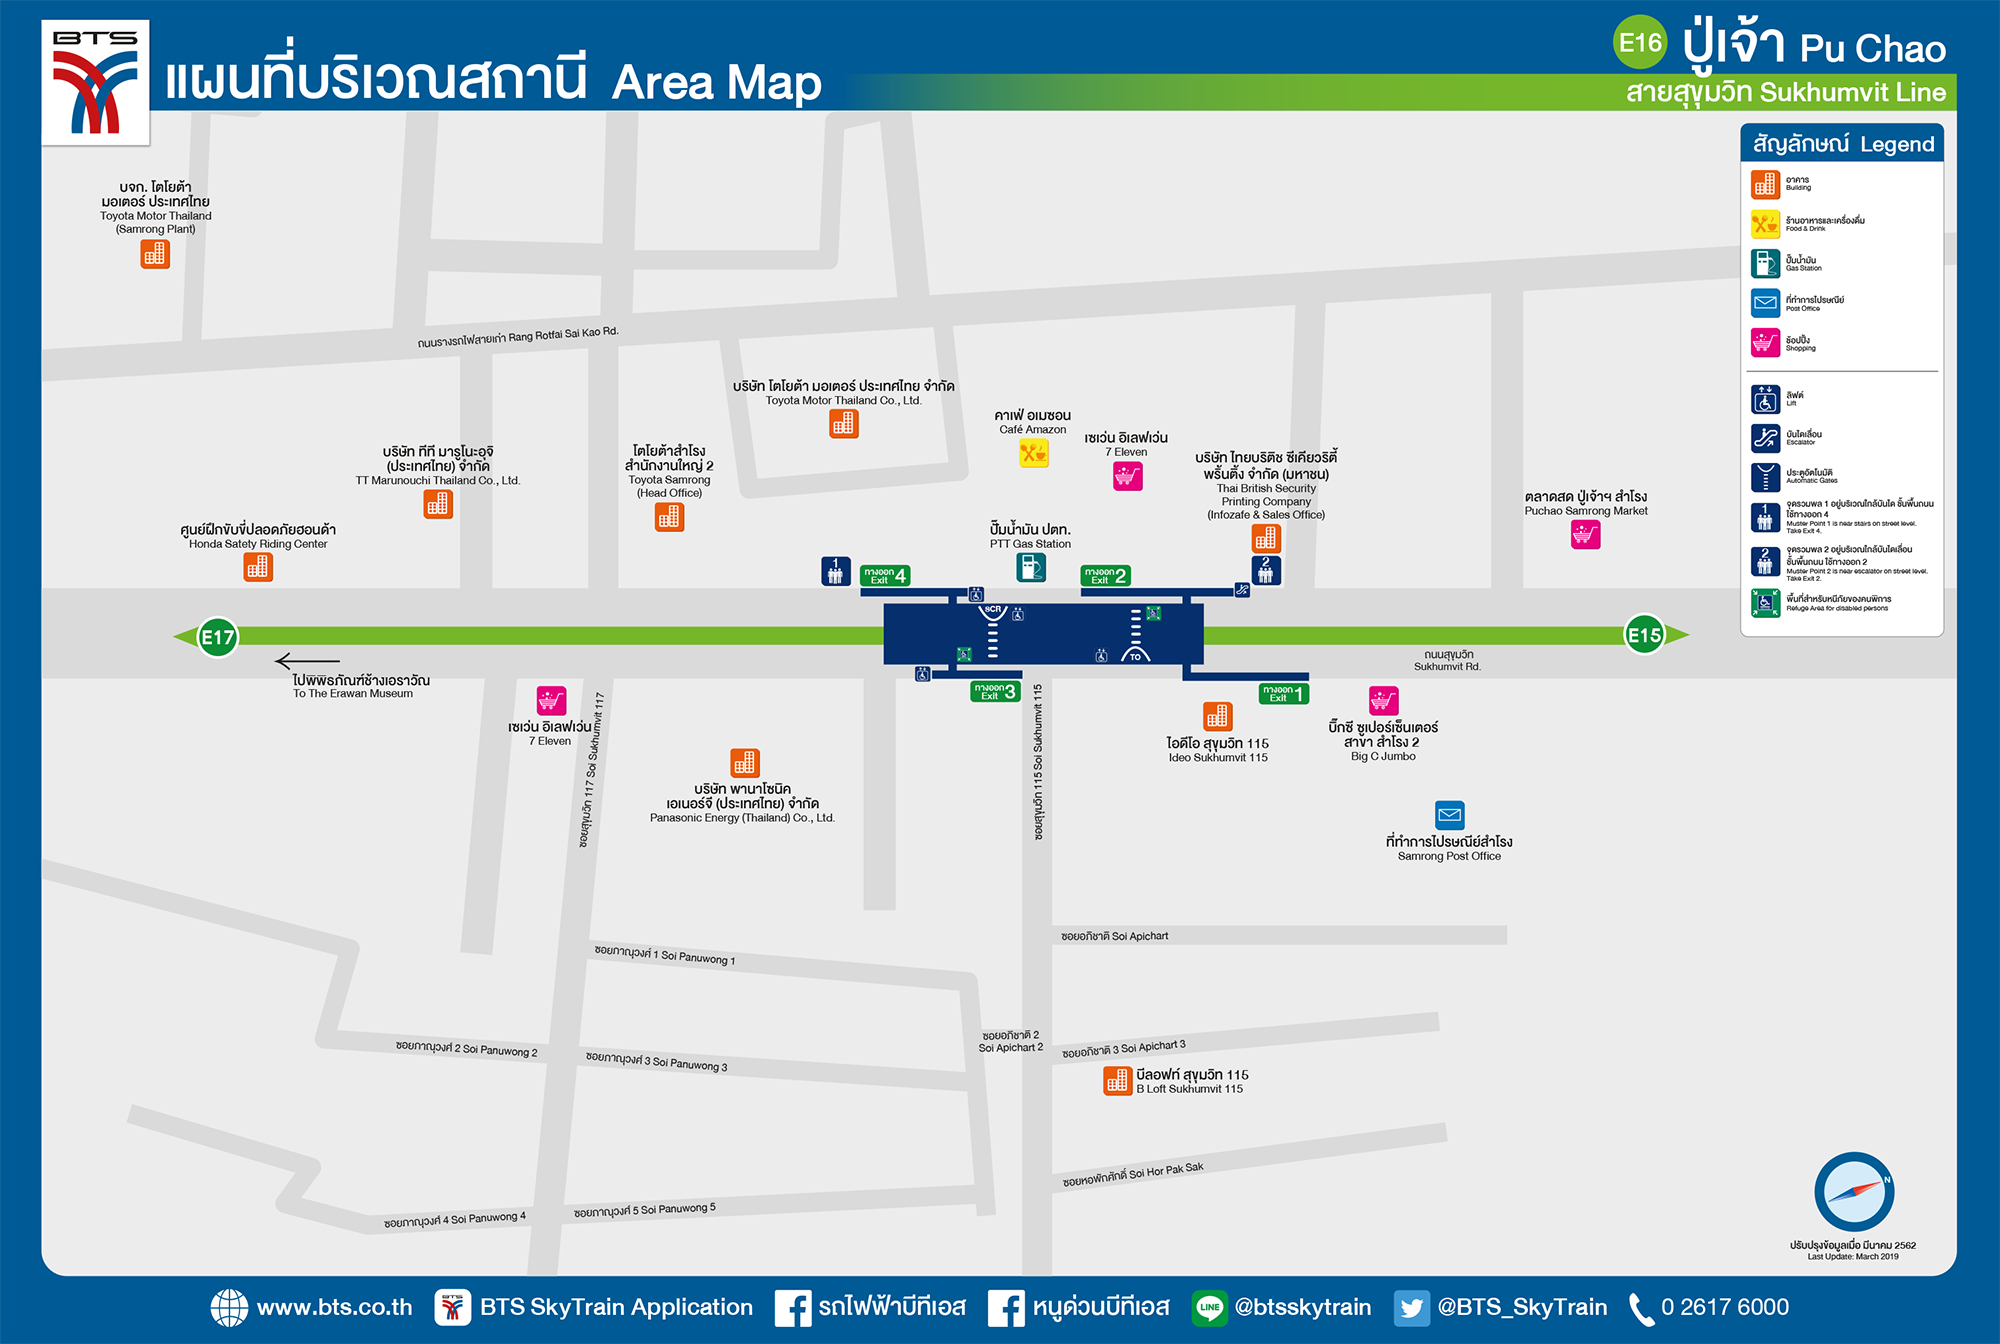 BTS
แผนที่บริเวณสถานี Area Map
E16 ปู่เจ้า Pu Chao
สายสุขุมวิท Sukhumvit Line
สัญลักษณ์ Legend
อาคาร
Building
ร้านอาหารและเครื่องดื่ม
Food & Drink
ปั๊มน้ำมัน
Gas Station
ที่ทำการไปรษณีย์
Post Office
ช้อปปิ้ง
Shopping
ลิฟต์
Lift
บันไดเลื่อน
Escalator
ประตูอัตโนมัติ
Automatic Gates
1
จุดรวมพล 1 อยู่บริเวณใกล้บันได ชั้นพื้นถนน
ใช้ทางออก 4
Muster Point 1 is near stairs on street level.
Take Exit 4.
2
จุดรวมพล 2 อยู่บริเวณใกล้บันไดเลื่อน
ชั้นพื้นถนน ใช้ทางออก 2
Muster Point 2 is near escalator on street level.
Take Exit 2.
พื้นที่สำหรับหนีภัยของคนพิการ
Refuge Area for disabled persons
บจก. โตโยต้า
มอเตอร์ ประเทศไทย
Toyota Motor Thailand
(Samrong Plant)
ถนนรางรถไฟสายเก่า Rang Rotfai Sai Kao Rd.
บริษัท โตโยต้า มอเตอร์ ประเทศไทย จำกัด
Toyota Motor Thailand Co., Ltd.
คาเฟ่ อเมซอน
Café Amazon
เซเว่น อิเลฟเว่น
7 Eleven
บริษัท ไทยบริติช ซีเคียวริตี้
พริ้นติ้ง จำกัด (มหาชน)
Thai British Security
Printing Company
(Infozafe & Sales Office)
บริษัท ทีที มารูโนะอุจิ
(ประเทศไทย) จำกัด
TT Marunouchi Thailand Co., Ltd.
โตโยต้าสำโรง
สำนักงานใหญ่ 2
Toyota Samrong
(Head Office)
ตลาดสด ปู่เจ้าฯ สำโรง
Puchao Samrong Market
ศูนย์ฝึกขับขี่ปลอดภัยฮอนด้า
Honda Satety Riding Center
ปั๊มน้ำมัน ปตท.
PTT Gas Station
1
ทางออก
Exit 4
ทางออก
Exit 2
2
SCR
TO
E17
E15
ถนนสุขุมวิท
Sukhumvit Rd.
ไปพิพิธภัณฑ์ช้างเอราวัณ
To The Erawan Museum
ทางออก
Exit 3
ทางออก
Exit 1
เซเว่น อิเลฟเว่น
7 Eleven
ซอยสุขุมวิท 117 Soi Sukhumvit 117
ซอยสุขุมวิท 115 Soi Sukhumvit 115
ไอดีโอ สุขุมวิท 115
Ideo Sukhumvit 115
บิ๊กซี ซูเปอร์เซ็นเตอร์
สาขา สำโรง 2
Big C Jumbo
บริษัท พานาโซนิค
เอเนอร์จี (ประเทศไทย) จำกัด
Panasonic Energy (Thailand) Co., Ltd.
ที่ทำการไปรษณีย์สำโรง
Samrong Post Office
ซอยภาณุวงศ์ 1 Soi Panuwong 1
ซอยอภิชาติ Soi Apichart
ซอยภาณุวงศ์ 2 Soi Panuwong 2
ซอยภาณุวงศ์ 3 Soi Panuwong 3
ซอยอภิชาติ 2
Soi Apichart 2
ซอยอภิชาติ 3 Soi Apichart 3
บีลอฟท์ สุขุมวิท 115
B Loft Sukhumvit 115
ซอยหอพักศักดิ์ Soi Hor Pak Sak
ซอยภาณุวงศ์ 4 Soi Panuwong 4
ซอยภาณุวงศ์ 5 Soi Panuwong 5
N
ปรับปรุงข้อมูลเมื่อ มีนาคม 2562
Last Update: March 2019
www.bts.co.th
BTS
BTS SkyTrain Application
รถไฟฟ้าบีทีเอส
หนูด่วนบีทีเอส
LINE
@btsskytrain
@BTS_SkyTrain
0 2617 6000